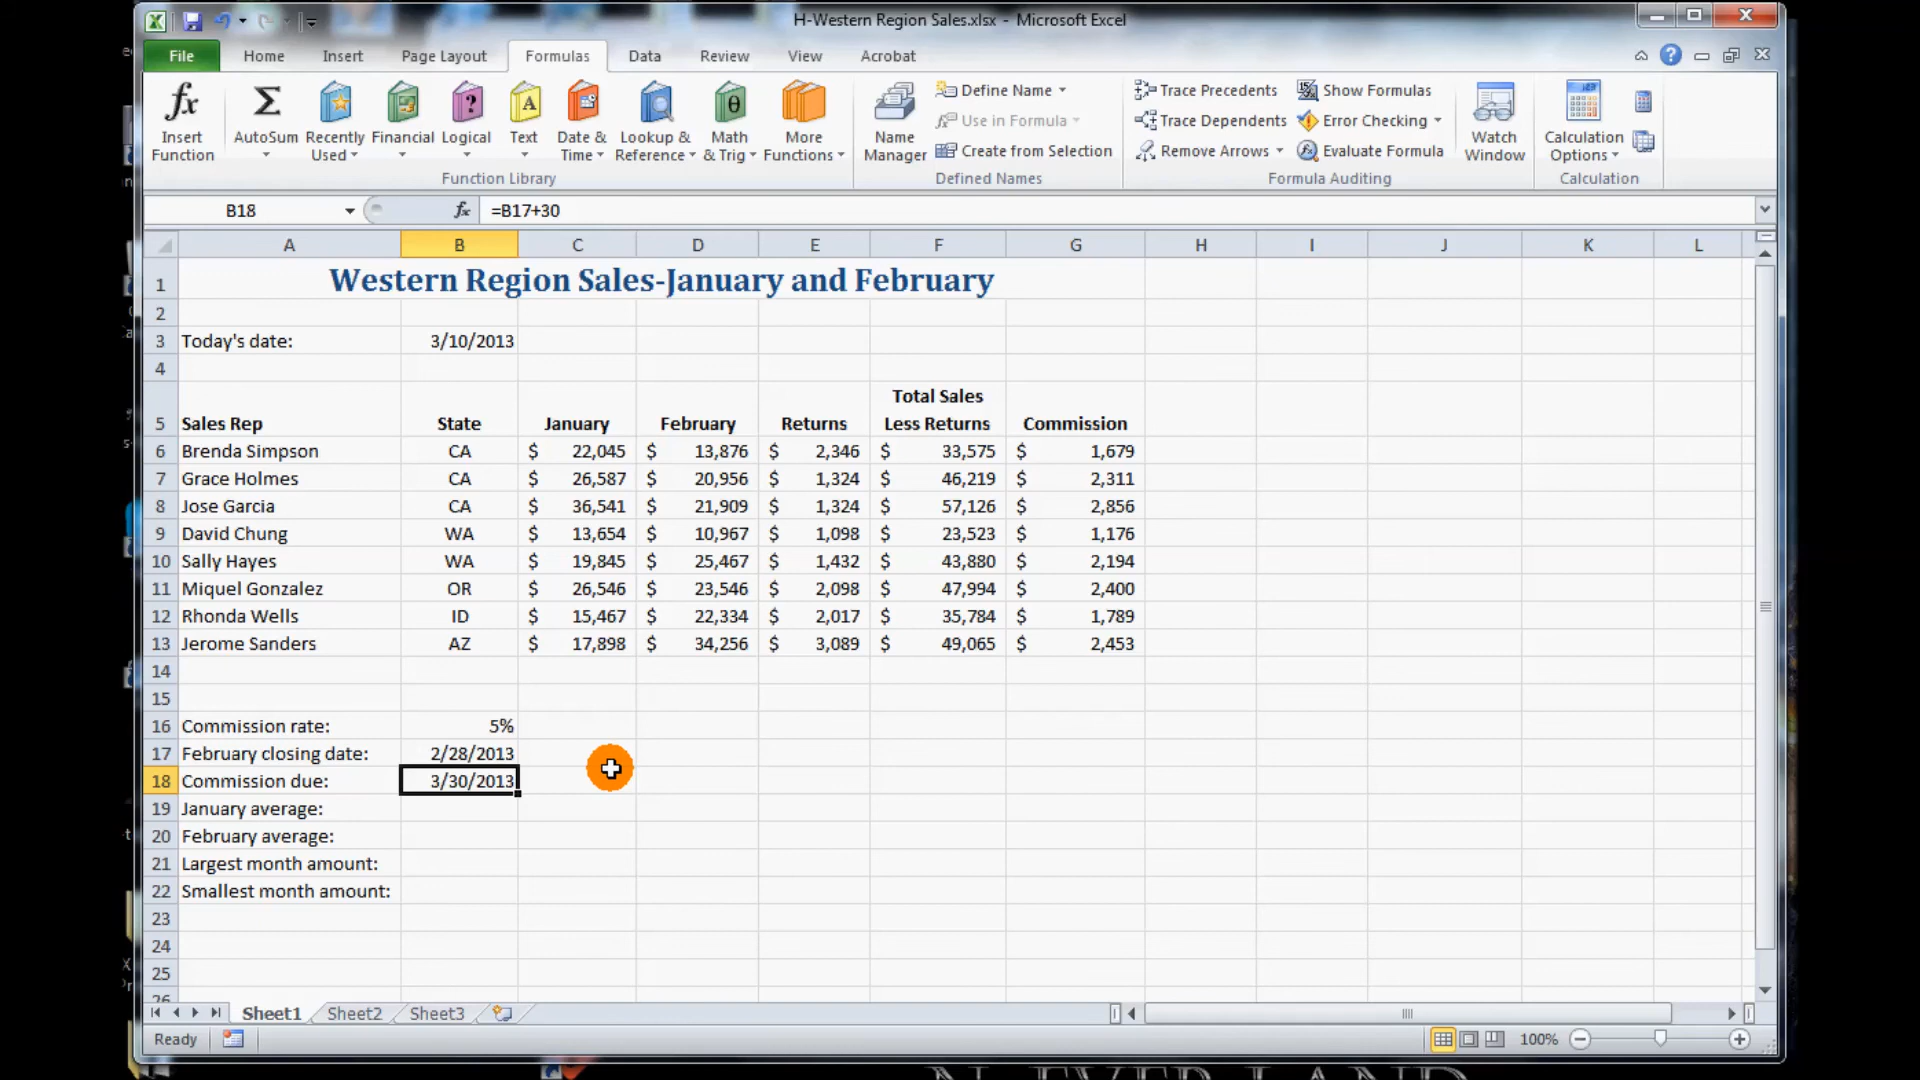 H-Western Region Sales.xlsx - Microsoft Excel
File Home Insert Page Layout Formulas Data Review View Acrobat
Insert Function
AutoSum
Recently Used
Financial
Logical
Text
Date & Time
Lookup & Reference
Math & Trig
More Functions
Function Library
Name Manager
Define Name
Use in Formula
Create from Selection
Defined Names
Trace Precedents
Trace Dependents
Remove Arrows
Show Formulas
Error Checking
Evaluate Formula
Formula Auditing
Watch Window
Calculation Options
Calculation
B18 fx =B17+30
A B C D E F G H I J K L
1 Western Region Sales-January and February
2
3 Today's date: 3/10/2013
4
5 Sales Rep State January February Returns Total Sales Less Returns Commission
6 Brenda Simpson CA $ 22,045 $ 13,876 $ 2,346 $ 33,575 $ 1,679
7 Grace Holmes CA $ 26,587 $ 20,956 $ 1,324 $ 46,219 $ 2,311
8 Jose Garcia CA $ 36,541 $ 21,909 $ 1,324 $ 57,126 $ 2,856
9 David Chung WA $ 13,654 $ 10,967 $ 1,098 $ 23,523 $ 1,176
10 Sally Hayes WA $ 19,845 $ 25,467 $ 1,432 $ 43,880 $ 2,194
11 Miquel Gonzalez OR $ 26,546 $ 23,546 $ 2,098 $ 47,994 $ 2,400
12 Rhonda Wells ID $ 15,467 $ 22,334 $ 2,017 $ 35,784 $ 1,789
13 Jerome Sanders AZ $ 17,898 $ 34,256 $ 3,089 $ 49,065 $ 2,453
14
15
16 Commission rate: 5%
17 February closing date: 2/28/2013
18 Commission due: 3/30/2013
19 January average:
20 February average:
21 Largest month amount:
22 Smallest month amount:
23
24
25
26
Sheet1 Sheet2 Sheet3
Ready 100%